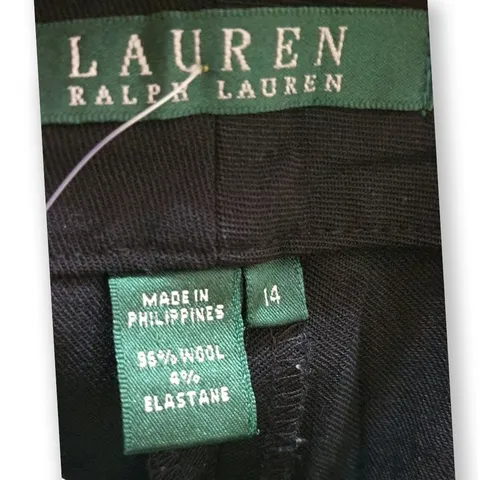 LAUREN
RALPH LAUREN
14
MADE IN
PHILIPPINES
96% WOOL
4%
ELASTANE